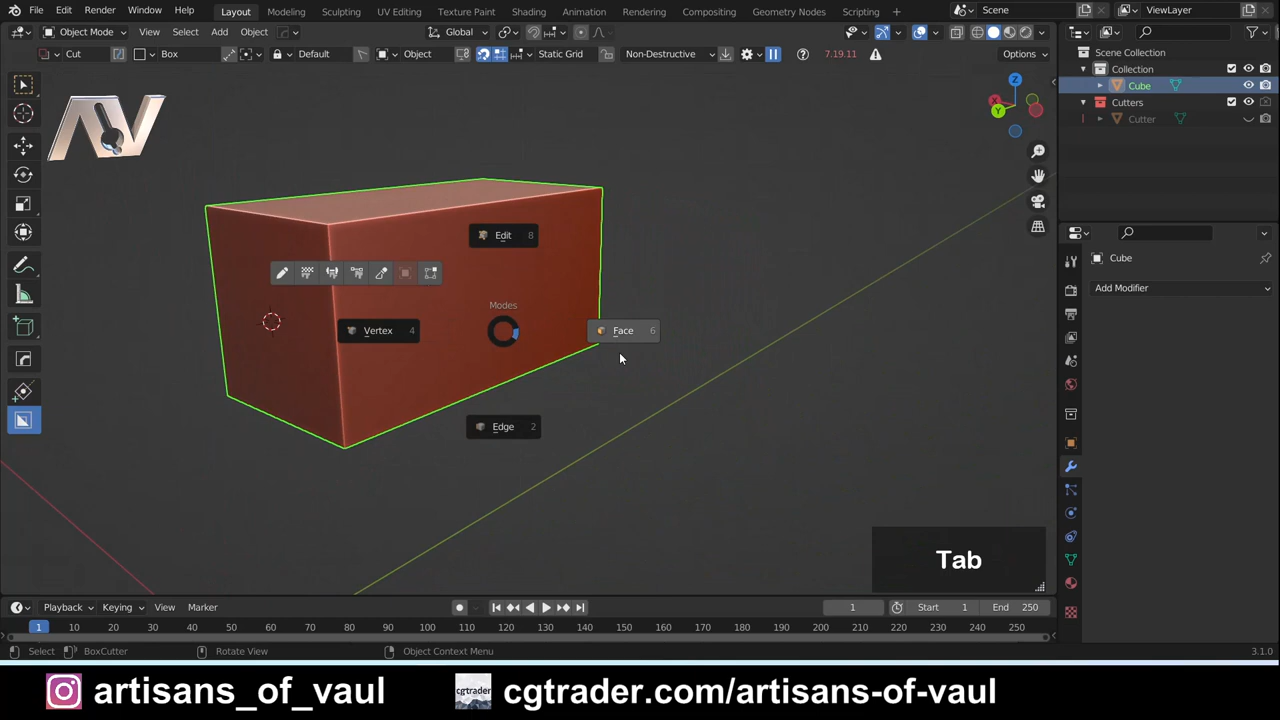 File Edit Render Window Help Layout Modeling Sculpting UV Editing Texture Paint Shading Animation Rendering Compositing Geometry Nodes Scripting + Scene ViewLayer
Object Mode View Select Add Object Global
Cut Box Default Object Static Grid Non-Destructive 7.19.11 Options
Scene Collection
Collection
Cube
Cutters
Cutter
AV
Z
Y
Edit 8
Modes
Vertex 4
Face 6
Edge 2
Cube
Add Modifier
Tab
Playback Keying View Marker 1 Start 1 End 250
1 10 20 30 40 50 60 70 80 90 100 110 120 130 140 150 160 170 180 190 200 210 220 230 240 250
Select BoxCutter Rotate View Object Context Menu 3.1.0
artisans_of_vaul cgtrader cgtrader.com/artisans-of-vaul